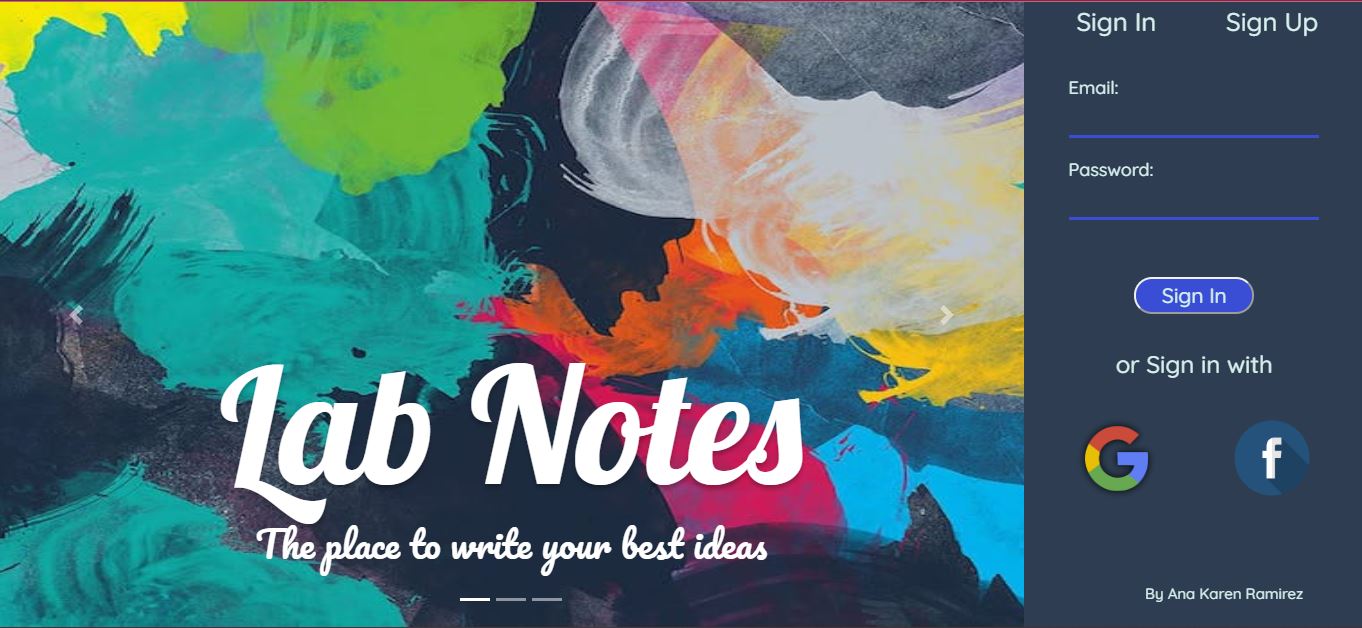 Lab Notes
The place to write your best ideas
Sign In Sign Up
Email:
Password:
Sign In
or Sign in with
G f
By Ana Karen Ramirez